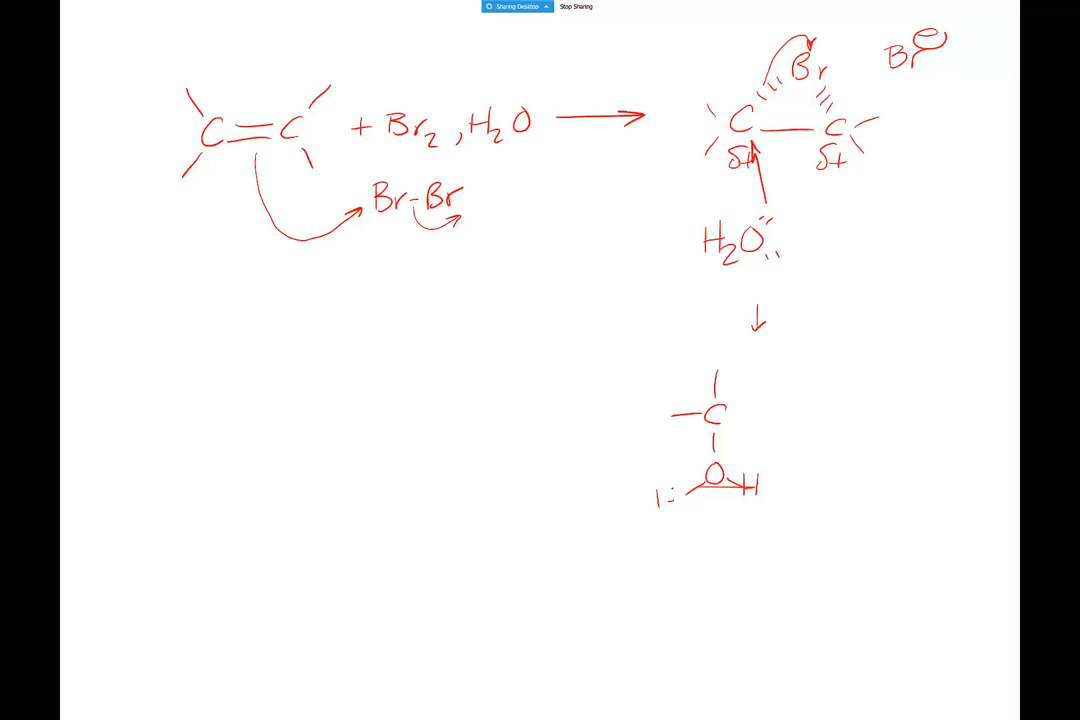 Sharing Desktop Stop Sharing
C=C + Br2, H2O → C—C Br Br⊖
δ+ δ+
Br-Br
H2O:
↓
C
O
H